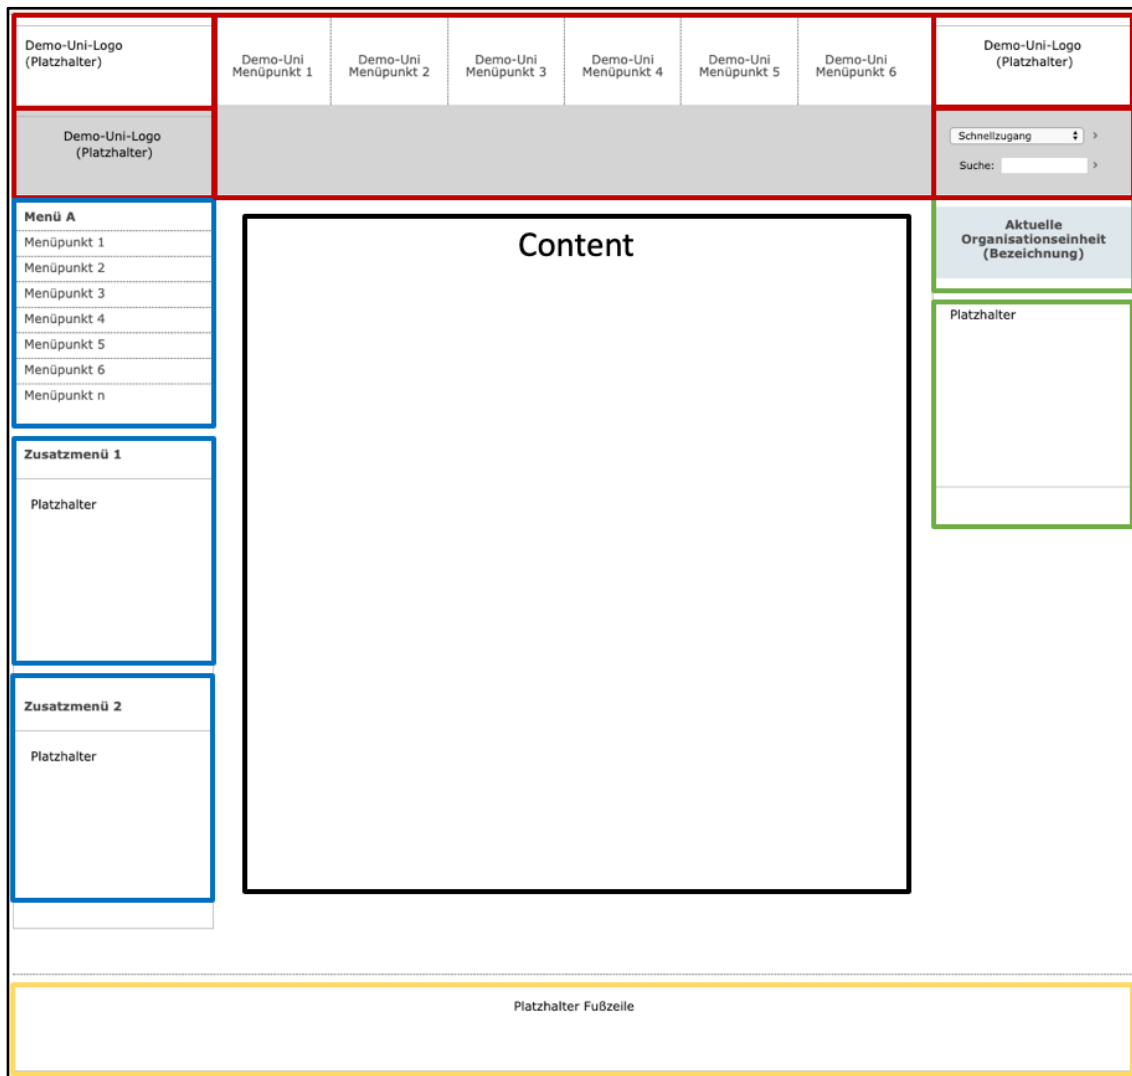 Demo-Uni-Logo
(Platzhalter)
Demo-Uni
Menüpunkt 1
Demo-Uni
Menüpunkt 2
Demo-Uni
Menüpunkt 3
Demo-Uni
Menüpunkt 4
Demo-Uni
Menüpunkt 5
Demo-Uni
Menüpunkt 6
Demo-Uni-Logo
(Platzhalter)
Demo-Uni-Logo
(Platzhalter)
Schnellzugang
Suche:
Menü A
Menüpunkt 1
Menüpunkt 2
Menüpunkt 3
Menüpunkt 4
Menüpunkt 5
Menüpunkt 6
Menüpunkt n
Zusatzmenü 1
Platzhalter
Zusatzmenü 2
Platzhalter
Content
Aktuelle
Organisationseinheit
(Bezeichnung)
Platzhalter
Platzhalter Fußzeile